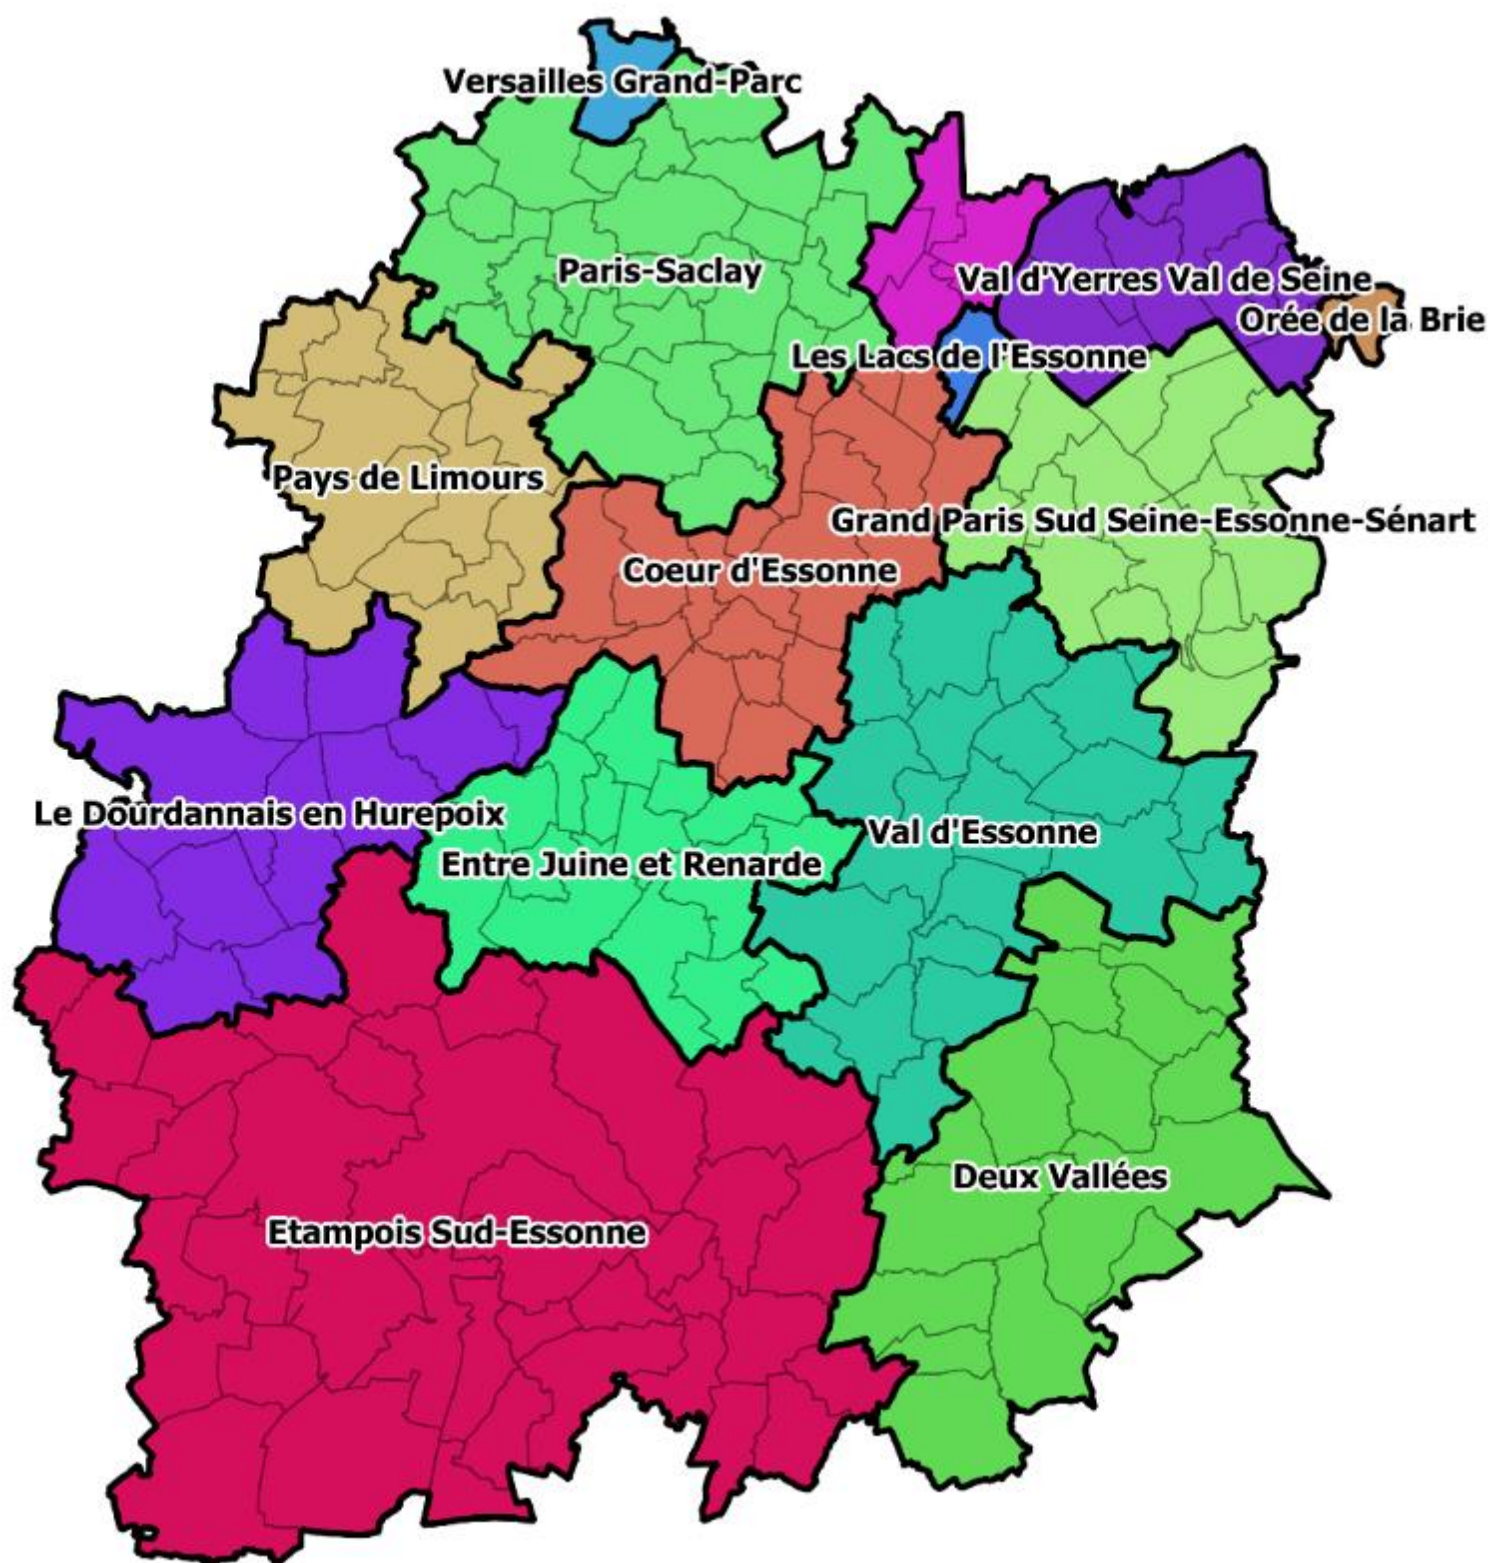 Versailles Grand-Parc
Paris-Saclay
Val d'Yerres Val de Seine
Orée de la Brie
Les Lacs de l'Essonne
Pays de Limours
Grand Paris Sud Seine-Essonne-Sénart
Coeur d'Essonne
Le Dourdannais en Hurepoix
Val d'Essonne
Entre Juine et Renarde
Deux Vallées
Etampois Sud-Essonne